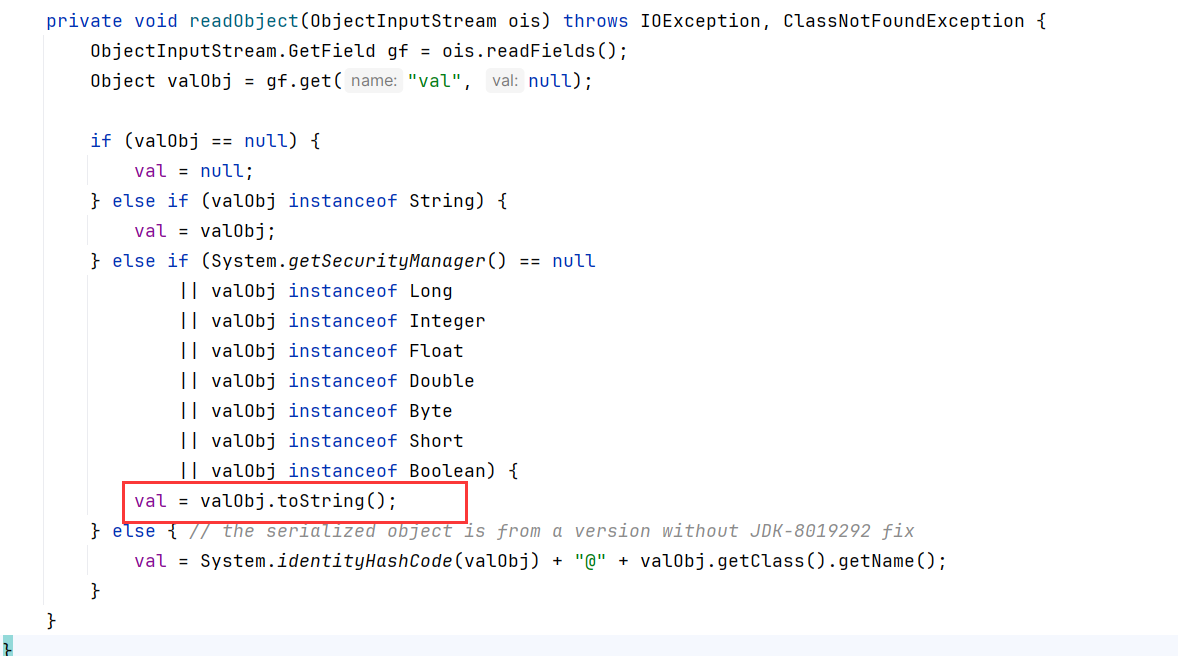 private void readObject(ObjectInputStream ois) throws IOException, ClassNotFoundException {
    ObjectInputStream.GetField gf = ois.readFields();
    Object valObj = gf.get( name: "val",  val: null);

    if (valObj == null) {
        val = null;
    } else if (valObj instanceof String) {
        val = valObj;
    } else if (System.getSecurityManager() == null
            || valObj instanceof Long
            || valObj instanceof Integer
            || valObj instanceof Float
            || valObj instanceof Double
            || valObj instanceof Byte
            || valObj instanceof Short
            || valObj instanceof Boolean) {
        val = valObj.toString();
    } else { // the serialized object is from a version without JDK-8019292 fix
        val = System.identityHashCode(valObj) + "@" + valObj.getClass().getName();
    }
}
}